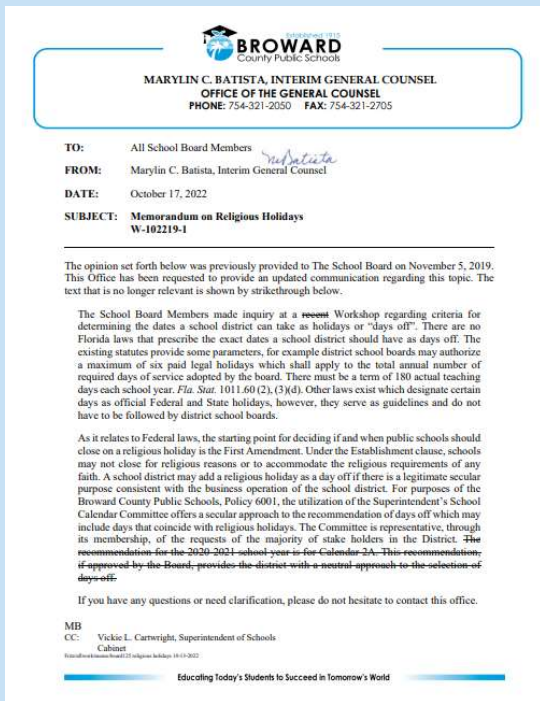 Established 1915
BROWARD
County Public Schools
MARYLIN C. BATISTA, INTERIM GENERAL COUNSEL
OFFICE OF THE GENERAL COUNSEL
PHONE: 754-321-2050 FAX: 754-321-2705
TO: All School Board Members
MBatista
FROM: Marylin C. Batista, Interim General Counsel
DATE: October 17, 2022
SUBJECT: Memorandum on Religious Holidays
W-102219-1
The opinion set forth below was previously provided to The School Board on November 5, 2019.
This Office has been requested to provide an updated communication regarding this topic. The
text that is no longer relevant is shown by strikethrough below.
The School Board Members made inquiry at a recent Workshop regarding criteria for
determining the dates a school district can take as holidays or “days off”. There are no
Florida laws that prescribe the exact dates a school district should have as days off. The
existing statutes provide some parameters, for example district school boards may authorize
a maximum of six paid legal holidays which shall apply to the total annual number of
required days of service adopted by the board. There must be a term of 180 actual teaching
days each school year. Fla. Stat. 1011.60 (2), (3)(d). Other laws exist which designate certain
days as official Federal and State holidays, however, they serve as guidelines and do not
have to be followed by district school boards.
As it relates to Federal laws, the starting point for deciding if and when public schools should
close on a religious holiday is the First Amendment. Under the Establishment clause, schools
may not close for religious reasons or to accommodate the religious requirements of any
faith. A school district may add a religious holiday as a day off if there is a legitimate secular
purpose consistent with the business operation of the school district. For purposes of the
Broward County Public Schools, Policy 6001, the utilization of the Superintendent’s School
Calendar Committee offers a secular approach to the recommendation of days off which may
include days that coincide with religious holidays. The Committee is representative, through
its membership, of the requests of the majority of stake holders in the District. The
recommendation for the 2020-2021 school year is for Calendar 2A. This recommendation,
if approved by the Board, provides the district with a neutral approach to the selection of
days off.
If you have any questions or need clarification, please do not hesitate to contact this office.
MB
CC: Vickie L. Cartwright, Superintendent of Schools
Cabinet
Educating Today's Students to Succeed in Tomorrow's World